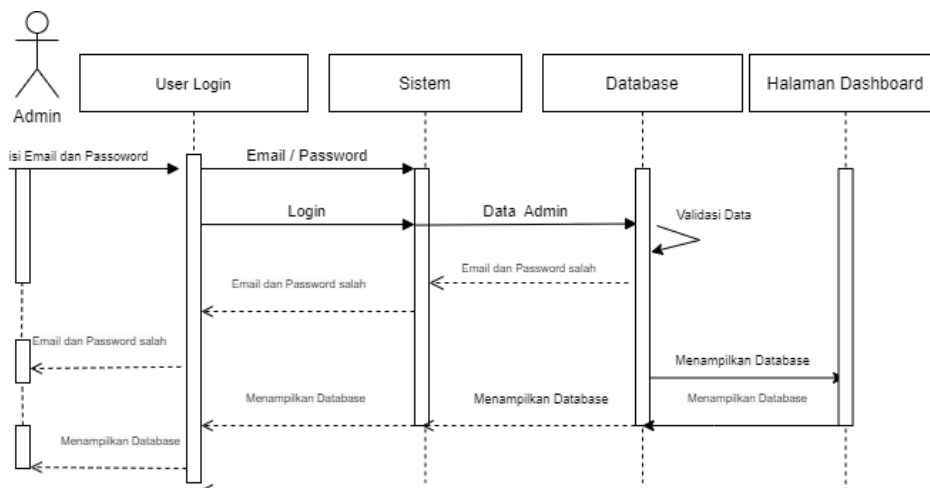 Admin
User Login
Sistem
Database
Halaman Dashboard
isi Email dan Passoword
Email / Password
Login
Data Admin
Validasi Data
Email dan Password salah
Email dan Password salah
Email dan Password salah
Menampilkan Database
Menampilkan Database
Menampilkan Database
Menampilkan Database
Menampilkan Database